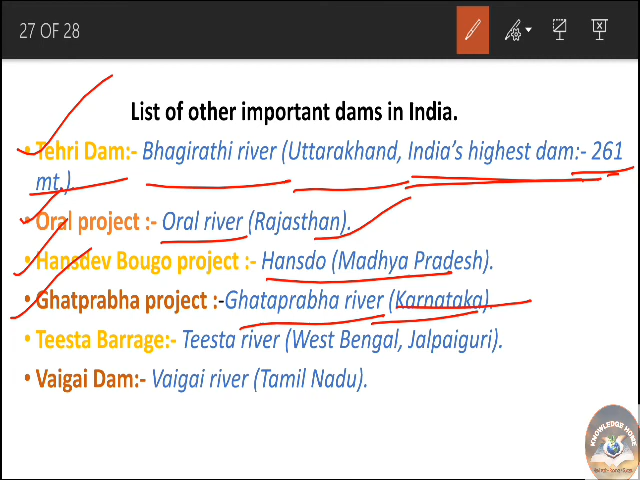 27 OF 28
List of other important dams in India.
• Tehri Dam:- Bhagirathi river (Uttarakhand, India's highest dam:- 261
mt.).
• Oral project :- Oral river (Rajasthan).
• Hansdev Bougo project :- Hansdo (Madhya Pradesh).
• Ghatprabha project :-Ghataprabha river (Karnataka).
• Teesta Barrage:- Teesta river (West Bengal, Jalpaiguri).
• Vaigai Dam:- Vaigai river (Tamil Nadu).
KNOWLEDGE HOME